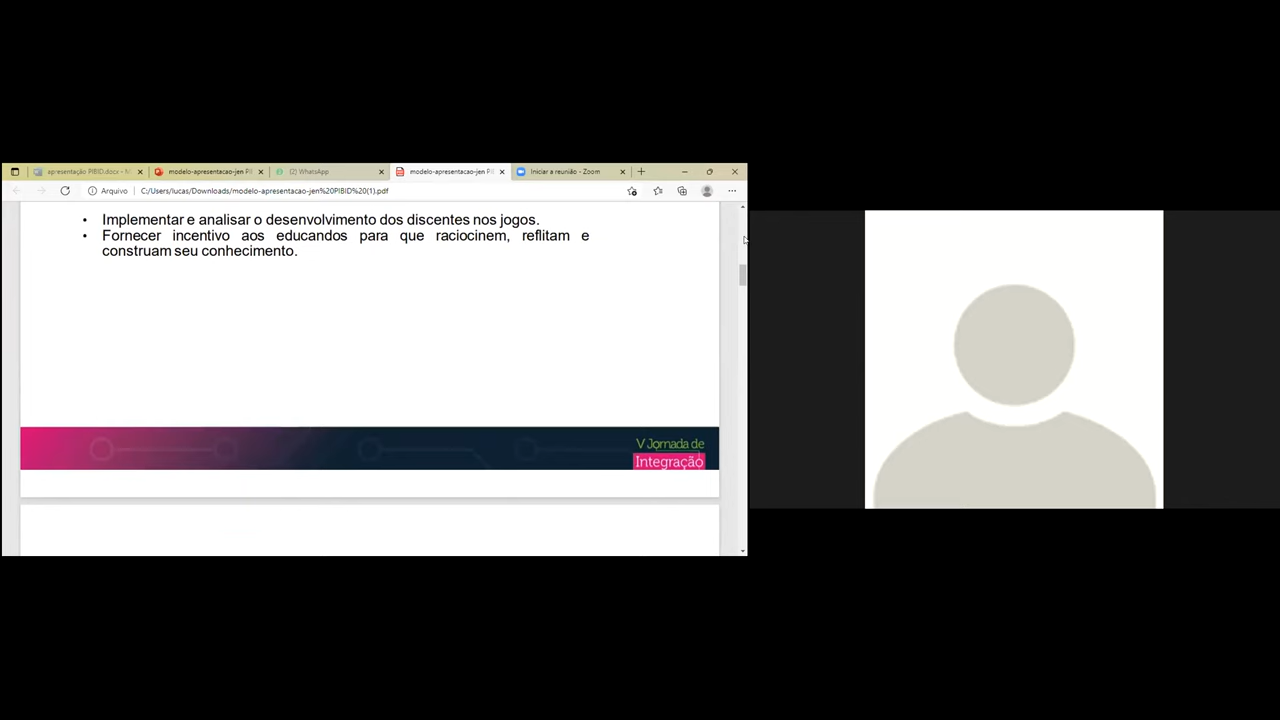 apresentação PIBID.docx - M
modelo-apresentacao-jen PI
(2) WhatsApp
modelo-apresentacao-jen PI
Iniciar a reunião - Zoom
Arquivo
C:/Users/lucas/Downloads/modelo-apresentacao-jen%20PIBID%20(1).pdf
• Implementar e analisar o desenvolvimento dos discentes nos jogos.
• Fornecer incentivo aos educandos para que raciocinem, reflitam e
construam seu conhecimento.
V Jornada de
Integração